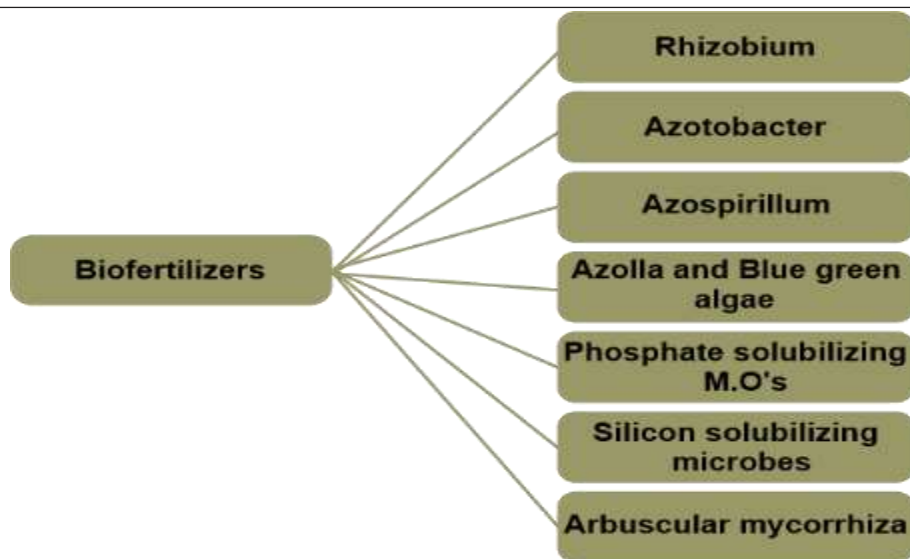 Rhizobium
Azotobacter
Azospirillum
Biofertilizers
Azolla and Blue green
algae
Phosphate solubilizing
M.O's
Silicon solubilizing
microbes
Arbuscular mycorrhiza